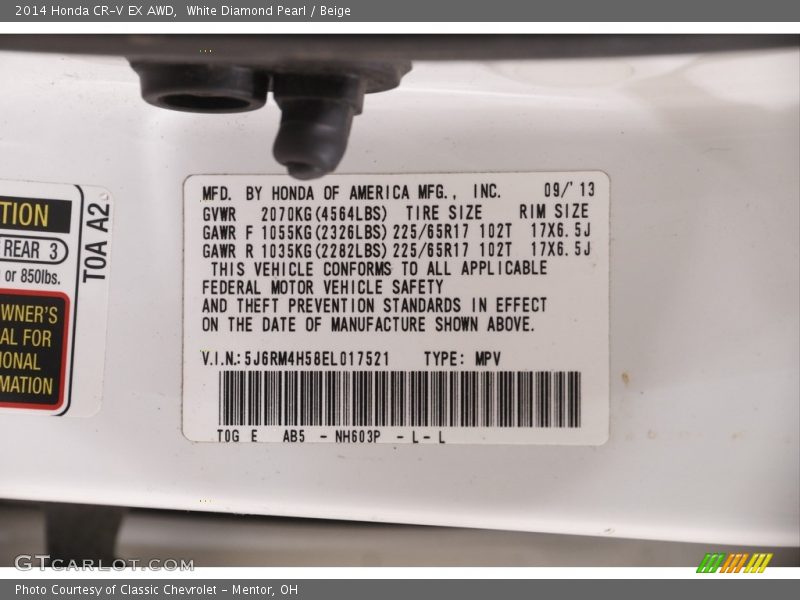 2014 Honda CR-V EX AWD,  White Diamond Pearl / Beige
TION
REAR 3
or 850lbs.
WNER'S
AL FOR
IONAL
MATION
T0A A2
MFD. BY HONDA OF AMERICA MFG., INC. 09/'13
GVWR 2070KG(4564LBS) TIRE SIZE RIM SIZE
GAWR F 1055KG(2326LBS) 225/65R17 102T 17X6.5J
GAWR R 1035KG(2282LBS) 225/65R17 102T 17X6.5J
THIS VEHICLE CONFORMS TO ALL APPLICABLE
FEDERAL MOTOR VEHICLE SAFETY
AND THEFT PREVENTION STANDARDS IN EFFECT
ON THE DATE OF MANUFACTURE SHOWN ABOVE.
V.I.N.: 5J6RM4H58EL017521 TYPE: MPV
T0G E AB5 - NH603P - L- L
GTCARLOT.COM
Photo Courtesy of Classic Chevrolet - Mentor, OH